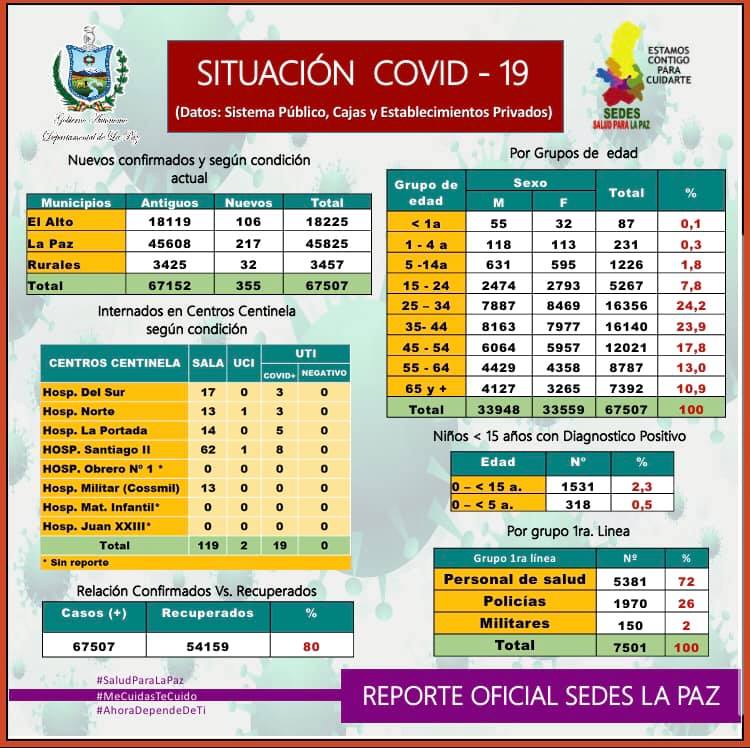 Gobierno Autónomo
Departamental de La Paz
SITUACIÓN COVID - 19
(Datos: Sistema Público, Cajas y Establecimientos Privados)
ESTAMOS
CONTIGO
PARA
CUIDARTE
SEDES
SALUD PARA LA PAZ
Nuevos confirmados y según condición
actual
Municipios Antiguos Nuevos Total
El Alto 18119 106 18225
La Paz 45608 217 45825
Rurales 3425 32 3457
Total 67152 355 67507
Internados en Centros Centinela
según condición
CENTROS CENTINELA SALA UCI UTI
COVID+ NEGATIVO
Hosp. Del Sur 17 0 3 0
Hosp. Norte 13 1 3 0
Hosp. La Portada 14 0 5 0
HOSP. Santiago II 62 1 8 0
HOSP. Obrero Nº 1 * 0 0 0 0
Hosp. Militar (Cossmil) 13 0 0 0
Hosp. Mat. Infantil* 0 0 0 0
Hosp. Juan XXIII* 0 0 0 0
Total 119 2 19 0
* Sin reporte
Relación Confirmados Vs. Recuperados
Casos (+) Recuperados %
67507 54159 80
Por Grupos de edad
Grupo de
edad Sexo Total %
M F
< 1a 55 32 87 0,1
1 - 4 a 118 113 231 0,3
5 -14a 631 595 1226 1,8
15 - 24 2474 2793 5267 7,8
25 – 34 7887 8469 16356 24,2
35- 44 8163 7977 16140 23,9
45 - 54 6064 5957 12021 17,8
55 - 64 4429 4358 8787 13,0
65 y + 4127 3265 7392 10,9
Total 33948 33559 67507 100
Niños < 15 años con Diagnostico Positivo
Edad Nº %
0 – < 15 a. 1531 2,3
0 – < 5 a. 318 0,5
Por grupo 1ra. Linea
Grupo 1ra línea Nº %
Personal de salud 5381 72
Policías 1970 26
Militares 150 2
Total 7501 100
#SaludParaLaPaz
#MeCuidasTeCuido
#AhoraDependeDeTi
REPORTE OFICIAL SEDES LA PAZ